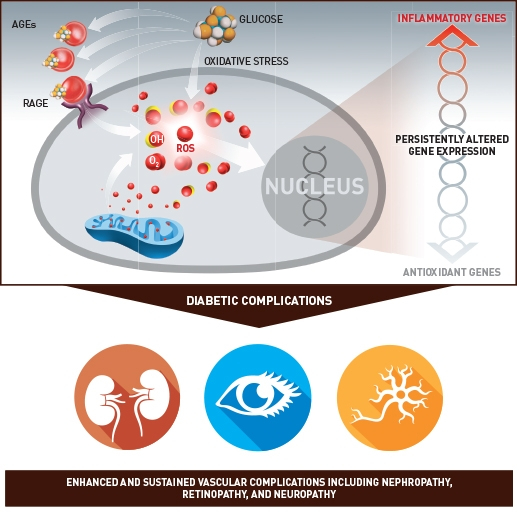 AGEs
GLUCOSE
INFLAMMATORY GENES
OXIDATIVE STRESS
RAGE
OH
ROS
O₂
PERSISTENTLY ALTERED
GENE EXPRESSION
NUCLEUS
ANTIOXIDANT GENES
DIABETIC COMPLICATIONS
ENHANCED AND SUSTAINED VASCULAR COMPLICATIONS INCLUDING NEPHROPATHY,
RETINOPATHY, AND NEUROPATHY